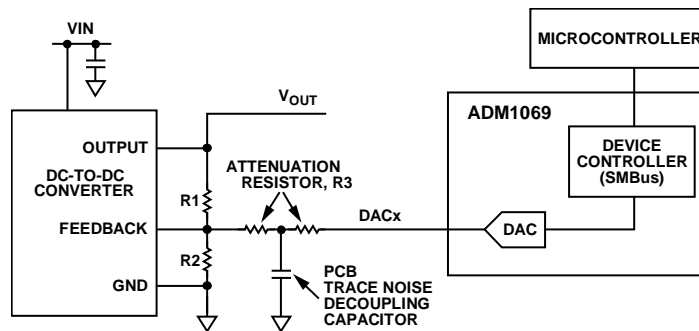 VIN
MICROCONTROLLER
VOUT
ADM1069
OUTPUT
DC-TO-DC
CONVERTER
ATTENUATION
RESISTOR, R3
DEVICE
CONTROLLER
(SMBus)
R1
FEEDBACK
DACx
DAC
R2
GND
PCB
TRACE NOISE
DECOUPLING
CAPACITOR